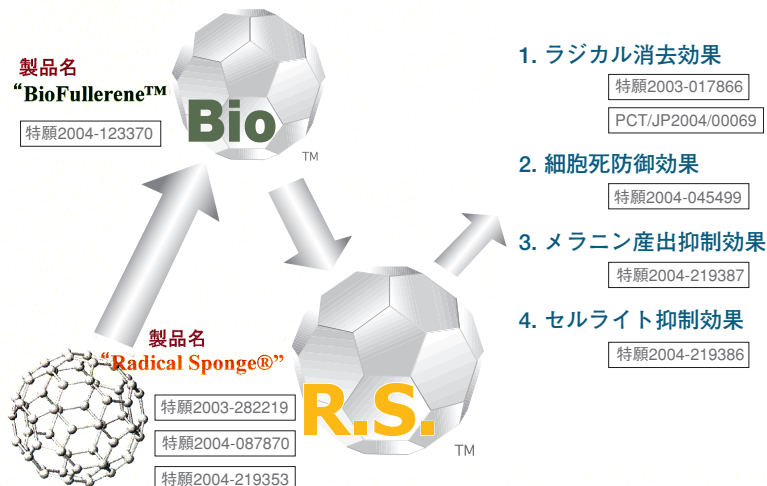 製品名
“BioFullerene™
特願2004-123370
Bio
TM
製品名
“Radical Sponge®”
特願2003-282219
特願2004-087870
特願2004-219353
R.S.
TM
1. ラジカル消去効果
特願2003-017866
PCT/JP2004/00069
2. 細胞死防御効果
特願2004-045499
3. メラニン産出抑制効果
特願2004-219387
4. セルライト抑制効果
特願2004-219386